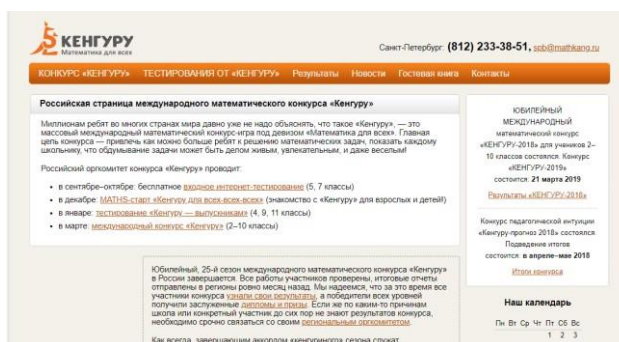 КЕНГУРУ
Математика для всех
Санкт-Петербург: (812) 233-38-51, spb@mathkang.ru
КОНКУРС «КЕНГУРУ» ТЕСТИРОВАНИЯ ОТ «КЕНГУРУ» Результаты Новости Гостевая книга Контакты
Российская страница международного математического конкурса «Кенгуру»
Миллионам ребят во многих странах мира давно уже не надо объяснять, что такое «Кенгуру», — это
массовый международный математический конкурс-игра под девизом «Математика для всех». Главная
цель конкурса — привлечь как можно больше ребят к решению математических задач, показать каждому
школьнику, что обдумывание задачи может быть делом живым, увлекательным, и даже веселым!
Российский оргкомитет конкурса «Кенгуру» проводит:
• в сентябре–октябре: бесплатное входное интернет-тестирование (5, 7 классы)
• в декабре: MATHS-старт «Кенгуру для всех-всех-всех» (знакомство с «Кенгуру» для взрослых и детей!)
• в январе: тестирование «Кенгуру — выпускникам» (4, 9, 11 классы)
• в марте: международный конкурс «Кенгуру» (2–10 классы)
Юбилейный, 25-й сезон международного математического конкурса «Кенгуру»
в России завершается. Все работы участников проверены, итоговые отчеты
отправлены в регионы ровно месяц назад. Мы надеемся, что за это время все
участники конкурса узнали свои результаты, а победители всех уровней
получили заслуженные дипломы и призы. Если же по каким-то причинам
школа или конкретный участник до сих пор не знают результатов конкурса,
необходимо срочно связаться со своим региональным оргкомитетом.
Как всегда, завершающим аккордом «кенгуриного» сезона служат
ЮБИЛЕЙНЫЙ
МЕЖДУНАРОДНЫЙ
математический конкурс
«КЕНГУРУ-2018» для учеников 2–
10 классов состоялся. Конкурс
«КЕНГУРУ-2019»
состоится: 21 марта 2019
Результаты «КЕНГУРУ-2018»
Конкурс педагогической интуиции
«Кенгуру-прогноз 2018» состоялся
Подведение итогов
состоится: в апреле–мае 2018
Итоги конкурса
Наш календарь
Пн Вт Ср Чт Пт Сб Вс
1 2 3